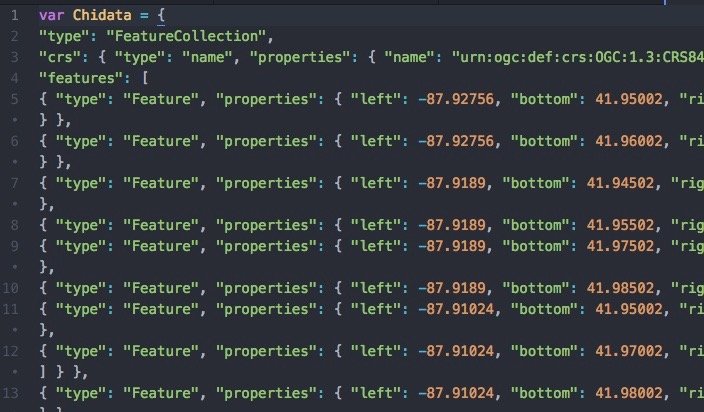 1 var Chidata = {
2 "type": "FeatureCollection",
3 "crs": { "type": "name", "properties": { "name": "urn:ogc:def:crs:OGC:1.3:CRS84
4 "features": [
5 { "type": "Feature", "properties": { "left": -87.92756, "bottom": 41.95002, "ri
• } },
6 { "type": "Feature", "properties": { "left": -87.92756, "bottom": 41.96002, "ri
• } },
7 { "type": "Feature", "properties": { "left": -87.9189, "bottom": 41.94502, "rig
• },
8 { "type": "Feature", "properties": { "left": -87.9189, "bottom": 41.95502, "rig
9 { "type": "Feature", "properties": { "left": -87.9189, "bottom": 41.97502, "rig
• },
10 { "type": "Feature", "properties": { "left": -87.9189, "bottom": 41.98502, "rig
11 { "type": "Feature", "properties": { "left": -87.91024, "bottom": 41.95002, "ri
• },
12 { "type": "Feature", "properties": { "left": -87.91024, "bottom": 41.97002, "ri
• ] } },
13 { "type": "Feature", "properties": { "left": -87.91024, "bottom": 41.98002, "ri